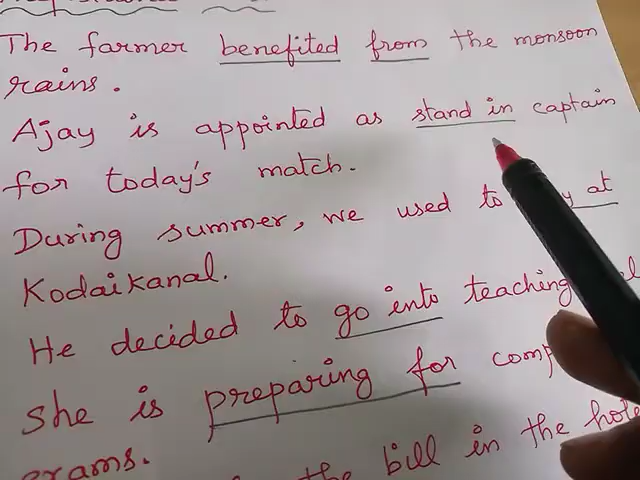 The farmer benefited from the monsoon
rains.
Ajay is appointed as stand in captain
for today's match.
During summer, we used to at
Kodaikanal.
He decided to go into teaching
She is preparing for
exams.
the bill in the